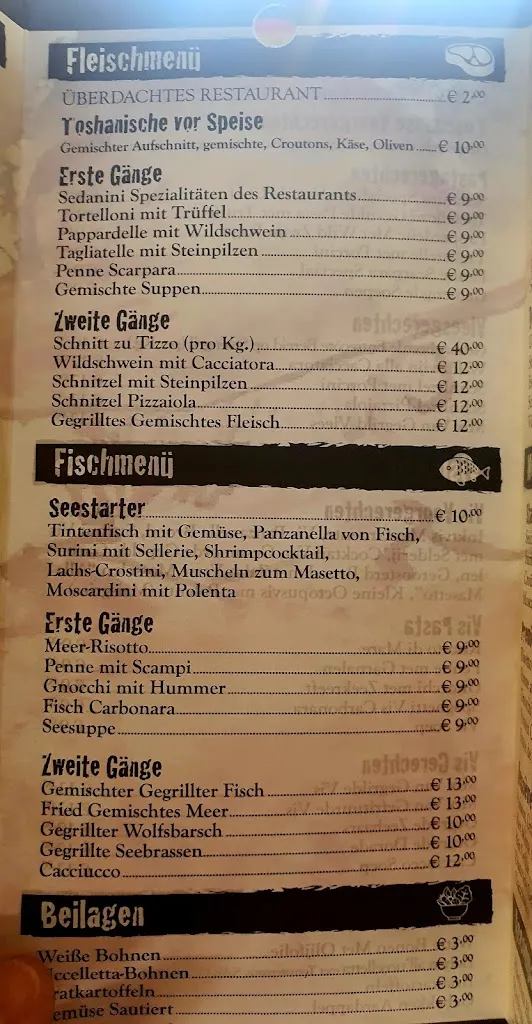 Fleischmenü
ÜBERDACHTES RESTAURANT € 2,00
Toshanische vor Speise
Gemischter Aufschnitt, gemischte, Croutons, Käse, Oliven € 10,00
Erste Gänge
Sedanini Spezialitäten des Restaurants € 9,00
Tortelloni mit Trüffel € 9,00
Pappardelle mit Wildschwein € 9,00
Tagliatelle mit Steinpilzen € 9,00
Penne Scarpara € 9,00
Gemischte Suppen € 9,00
Zweite Gänge
Schnitt zu Tizzo (pro Kg.) € 40,00
Wildschwein mit Cacciatora € 12,00
Schnitzel mit Steinpilzen € 12,00
Schnitzel Pizzaiola € 12,00
Gegrilltes Gemischtes Fleisch € 12,00
Fischmenü
Seestarter € 10,00
Tintenfisch mit Gemüse, Panzanella von Fisch,
Surini mit Sellerie, Shrimpcocktail,
Lachs-Crostini, Muscheln zum Masetto,
Moscardini mit Polenta
Erste Gänge
Meer-Risotto € 9,00
Penne mit Scampi € 9,00
Gnocchi mit Hummer € 9,00
Fisch Carbonara € 9,00
Seesuppe € 9,00
Zweite Gänge
Gemischter Gegrillter Fisch € 13,00
Fried Gemischtes Meer € 13,00
Gegrillter Wolfsbarsch € 10,00
Gegrillte Seebrassen € 10,00
Cacciucco € 12,00
Beilagen
Weiße Bohnen € 3,00
ccelletta-Bohnen € 3,00
ratkartoffeln € 3,00
emüse Sautiert € 3,00